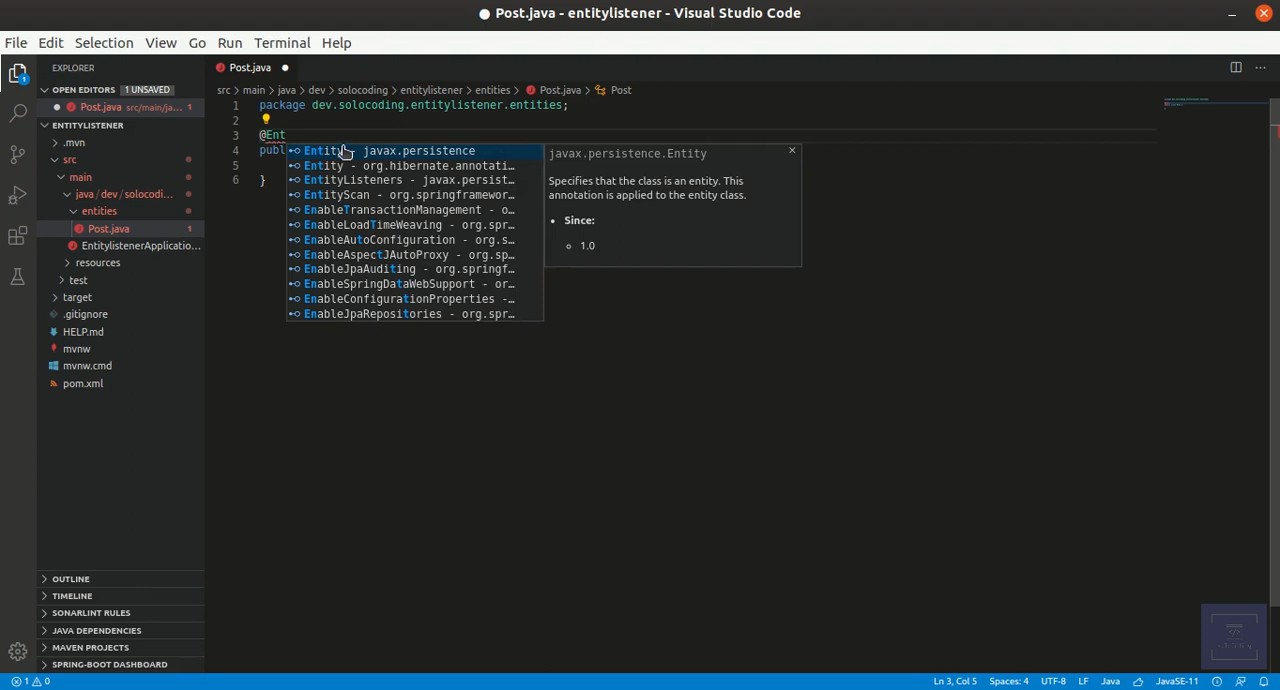 Post.java - entitylistener - Visual Studio Code
File Edit Selection View Go Run Terminal Help
EXPLORER
OPEN EDITORS 1 UNSAVED
Post.java src/main/ja... 1
ENTITYLISTENER
.mvn
src
main
java / dev / solocodi...
entities
Post.java 1
EntitylistenerApplicatio...
resources
test
target
.gitignore
HELP.md
mvnw
mvnw.cmd
pom.xml
OUTLINE
TIMELINE
SONARLINT RULES
JAVA DEPENDENCIES
MAVEN PROJECTS
SPRING-BOOT DASHBOARD
1
Post.java
src > main > java > dev > solocoding > entitylistener > entities > Post.java > Post
1 package dev.solocoding.entitylistener.entities;
2
3 @Ent
4 publ
5
6 }
Entity - javax.persistence
Entity - org.hibernate.annotati...
EntityListeners - javax.persist...
EntityScan - org.springframewor...
EnableTransactionManagement - o...
EnableLoadTimeWeaving - org.spr...
EnableAutoConfiguration - org.s...
EnableAspectJAutoProxy - org.sp...
EnableJpaAuditing - org.springf...
EnableSpringDataWebSupport - or...
EnableConfigurationProperties -...
EnableJpaRepositories - org.spr...
javax.persistence.Entity
Specifies that the class is an entity. This
annotation is applied to the entity class.
Since:
1.0
1 0
Ln 3, Col 5 Spaces: 4 UTF-8 LF Java JavaSE-11